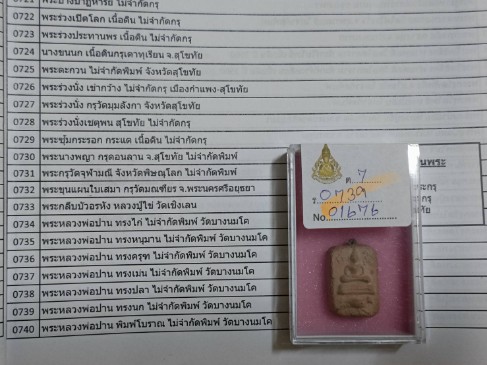 0721 พระปางปาฏิหาริย์ ไม่จำกัดกรุ
0722 พระร่วงเปิดโลก เนื้อดิน ไม่จำกัดกรุ
0723 พระร่วงประทานพร เนื้อดิน ไม่จำกัดกรุ
0724 นางขนนก เนื้อดินกรุเตาทุเรียน จ.สุโขทัย
0725 พระตะกวน ไม่จำกัดพิมพ์ จังหวัดสุโขทัย
0726 พระร่วงนั่ง เข่ากว้าง ไม่จำกัดกรุ เมืองกำแพง-สุโขทัย
0727 พระร่วงนั่ง กรุวัดมุมลังกา จังหวัดสุโขทัย
0728 พระร่วงนั่งเชตุพน สุโขทัย ไม่จำกัดกรุ
0729 พระซุ้มกระรอก กระแต เนื้อดิน ไม่จำกัดกรุ
0730 พระนางพญา กรุดอนลาน จ.สุโขทัย ไม่จำกัดพิมพ์
0731 พระกรุวัดจุฬามณี จังหวัดพิษณุโลก ไม่จำกัดพิมพ์
0732 พระขุนแผนใบเสมา กรุวัดมณฑียร จ.พระนครศรีอยุธยา
0733 พระกลีบบัวอรหัง หลวงปู่ไข่ วัดเชิงเลน
0734 พระหลวงพ่อปาน ทรงไก่ ไม่จำกัดพิมพ์ วัดบางนมโค
0735 พระหลวงพ่อปาน ทรงหนุมาน ไม่จำกัดพิมพ์ วัดบางนมโค
0736 พระหลวงพ่อปาน ทรงครุฑ ไม่จำกัดพิมพ์ วัดบางนมโค
0737 พระหลวงพ่อปาน ทรงเม่น ไม่จำกัดพิมพ์ วัดบางนมโค
0738 พระหลวงพ่อปาน ทรงปลา ไม่จำกัดพิมพ์ วัดบางนมโค
0739 พระหลวงพ่อปาน ทรงนก ไม่จำกัดพิมพ์ วัดบางนมโค
0740 พระหลวงพ่อปาน พิมพ์โบราณ ไม่จำกัดพิมพ์ วัดบางนมโค
ต. 7
ร. 0739
No. 01676